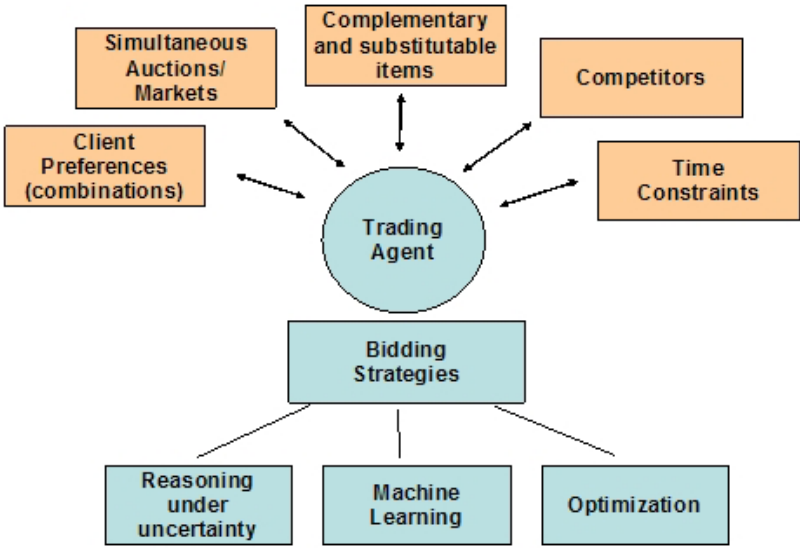 Complementary
and substitutable
items
Simultaneous
Auctions/
Markets
Competitors
Client
Preferences
(combinations)
Time
Constraints
Trading
Agent
Bidding
Strategies
Reasoning
under
uncertainty
Machine
Learning
Optimization